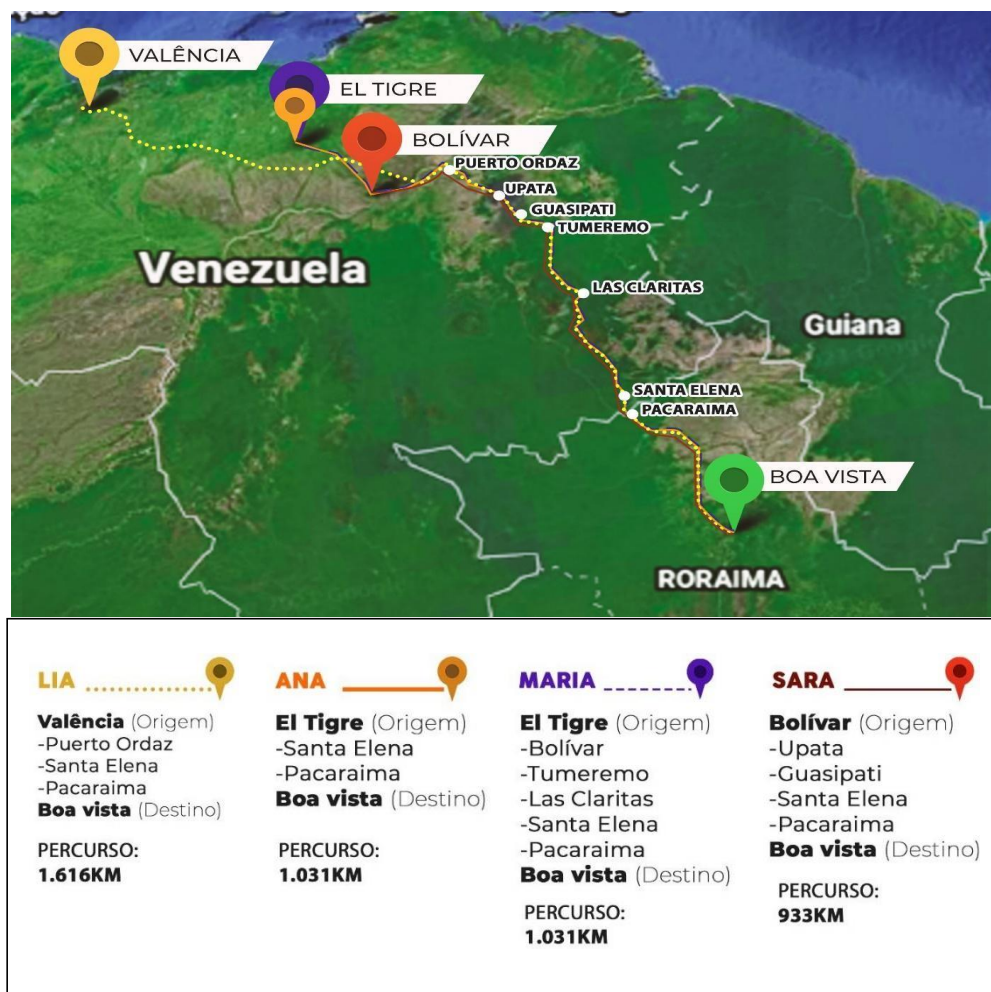 VALÊNCIA
EL TIGRE
BOLÍVAR
PUERTO ORDAZ
UPATA
GUASIPATI
TUMEREMO
Venezuela
LAS CLARITAS
Guiana
SANTA ELENA
PACARAIMA
BOA VISTA
RORAIMA
LIA
Valência (Origem)
-Puerto Ordaz
-Santa Elena
-Pacaraima
Boa vista (Destino)
PERCURSO:
1.616KM
ANA
El Tigre (Origem)
-Santa Elena
-Pacaraima
Boa vista (Destino)
PERCURSO:
1.031KM
MARIA
El Tigre (Origem)
-Bolívar
-Tumeremo
-Las Claritas
-Santa Elena
-Pacaraima
Boa vista (Destino)
PERCURSO:
1.031KM
SARA
Bolívar (Origem)
-Upata
-Guasipati
-Santa Elena
-Pacaraima
Boa vista (Destino)
PERCURSO:
933KM